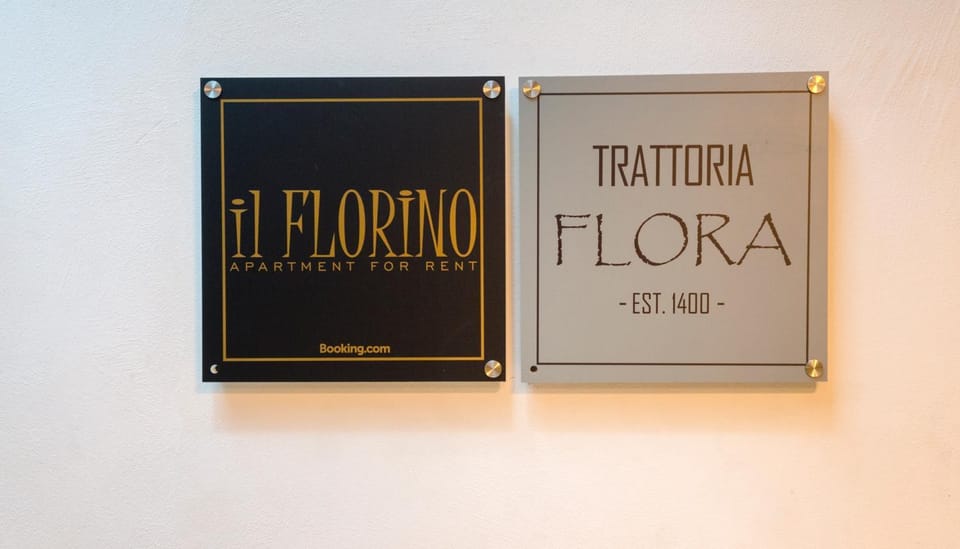 il FLORiNO
APARTMENT FOR RENT
Booking.com
TRATTORIA
FLORA
- EST. 1400 -